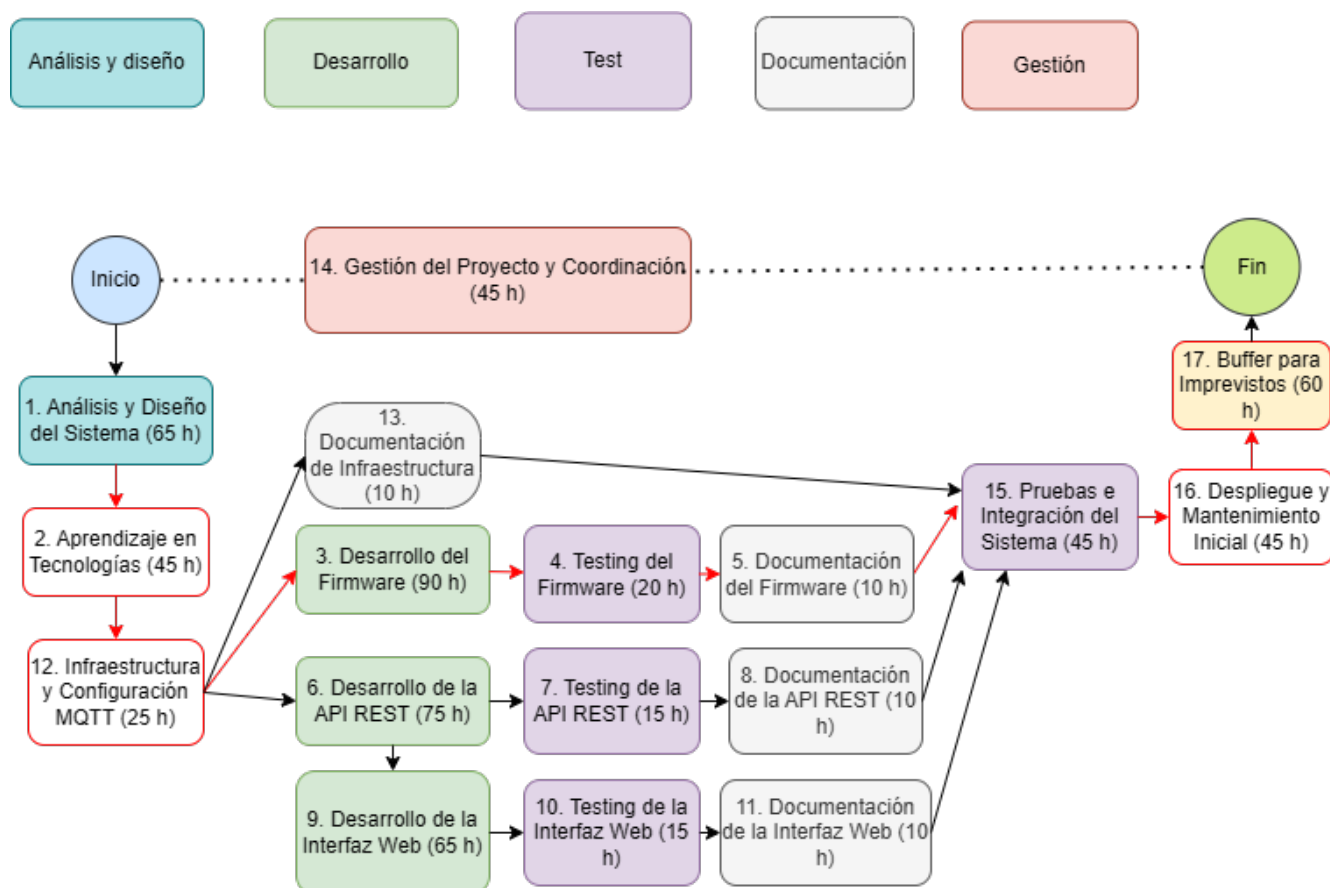 Análisis y diseño
Desarrollo
Test
Documentación
Gestión
Inicio
14. Gestión del Proyecto y Coordinación
(45 h)
Fin
1. Análisis y Diseño
del Sistema (65 h)
2. Aprendizaje en
Tecnologías (45 h)
12. Infraestructura
y Configuración
MQTT (25 h)
13.
Documentación
de Infraestructura
(10 h)
3. Desarrollo del
Firmware (90 h)
4. Testing del
Firmware (20 h)
5. Documentación
del Firmware (10 h)
6. Desarrollo de la
API REST (75 h)
7. Testing de la
API REST (15 h)
8. Documentación
de la API REST (10
h)
9. Desarrollo de la
Interfaz Web (65 h)
10. Testing de la
Interfaz Web (15
h)
11. Documentación
de la Interfaz Web (10
h)
15. Pruebas e
Integración del
Sistema (45 h)
16. Despliegue y
Mantenimiento
Inicial (45 h)
17. Buffer para
Imprevistos (60
h)